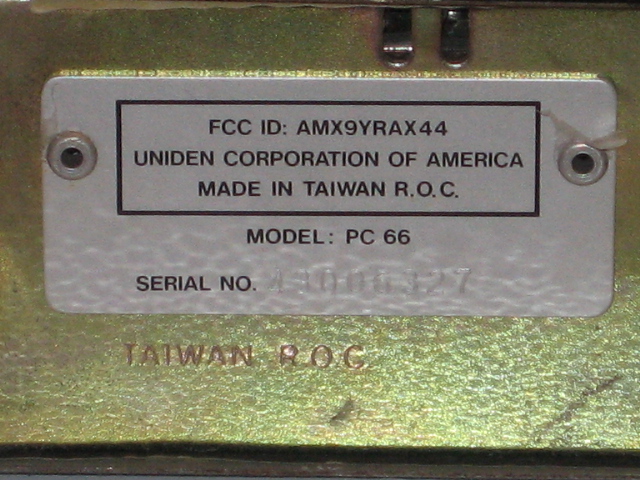 FCC ID: AMX9YRAX44
UNIDEN CORPORATION OF AMERICA
MADE IN TAIWAN R.O.C.
MODEL: PC 66
SERIAL NO.
TAIWAN R.O.C